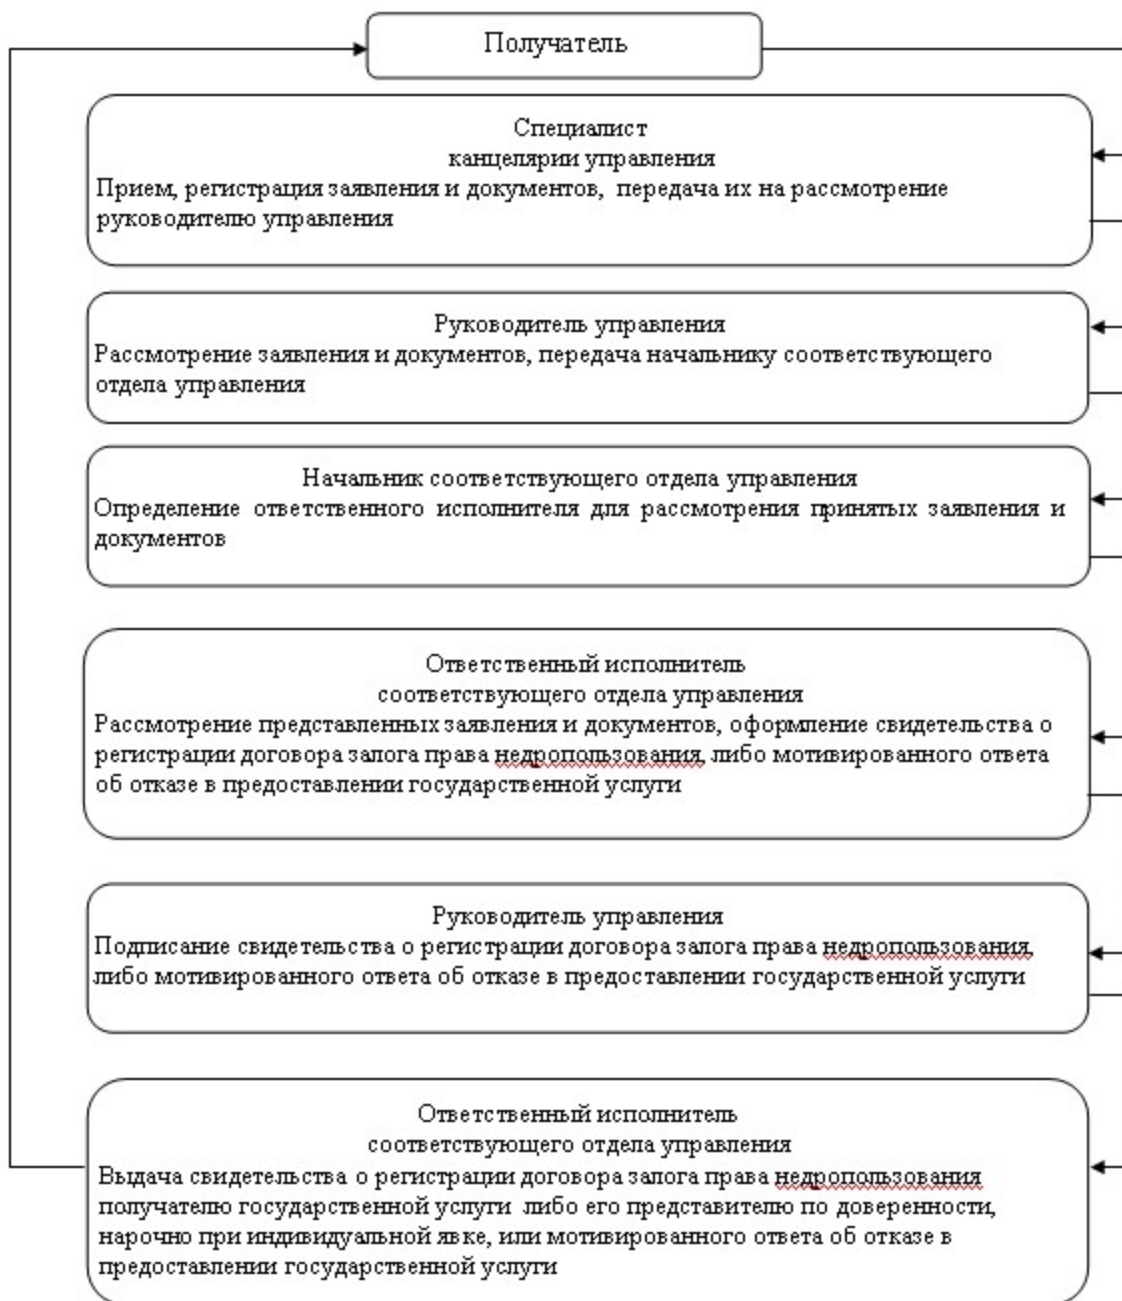 Получатель
Специалист
канцелярии управления
Прием, регистрация заявления и документов, передача их на рассмотрение
руководителю управления
Руководитель управления
Рассмотрение заявления и документов, передача начальнику соответствующего
отдела управления
Начальник соответствующего отдела управления
Определение ответственного исполнителя для рассмотрения принятых заявления и
документов
Ответственный исполнитель
соответствующего отдела управления
Рассмотрение представленных заявления и документов, оформление свидетельства о
регистрации договора залога права недропользования, либо мотивированного ответа
об отказе в предоставлении государственной услуги
Руководитель управления
Подписание свидетельства о регистрации договора залога права недропользования,
либо мотивированного ответа об отказе в предоставлении государственной услуги
Ответственный исполнитель
соответствующего отдела управления
Выдача свидетельства о регистрации договора залога права недропользования
получателю государственной услуги либо его представителю по доверенности,
нарочно при индивидуальной явке, или мотивированного ответа об отказе в
предоставлении государственной услуги